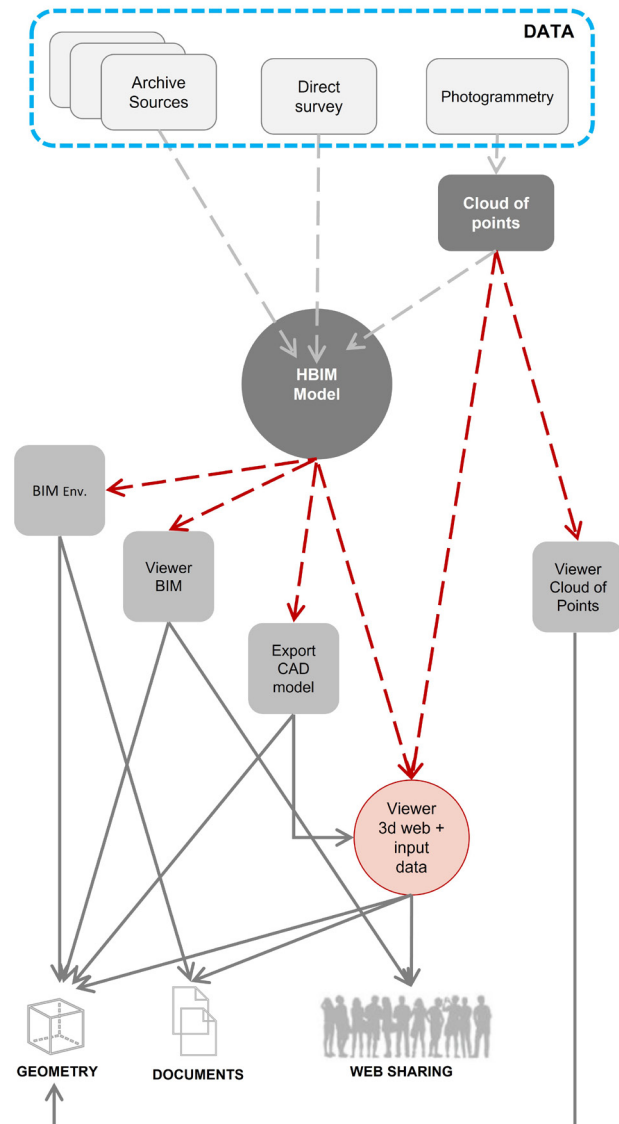 DATA
Archive
Sources
Direct
survey
Photogrammetry
Cloud of
points
HBIM
Model
BIM Env.
Viewer
BIM
Viewer
Cloud of
Points
Export
CAD
model
Viewer
3d web +
input
data
GEOMETRY
DOCUMENTS
WEB SHARING